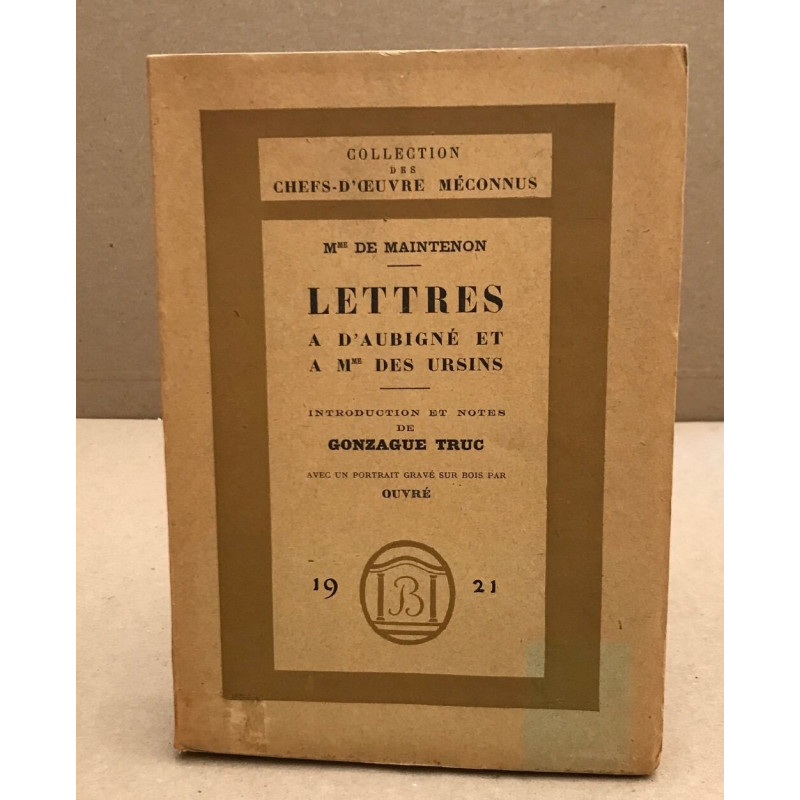 COLLECTION
DES
CHEFS-D'ŒUVRE MÉCONNUS
MME DE MAINTENON
LETTRES
A D'AUBIGNÉ ET
A MME DES URSINS
INTRODUCTION ET NOTES
DE
GONZAGUE TRUC
AVEC UN PORTRAIT GRAVÉ SUR BOIS PAR
OUVRÉ
19 B 21